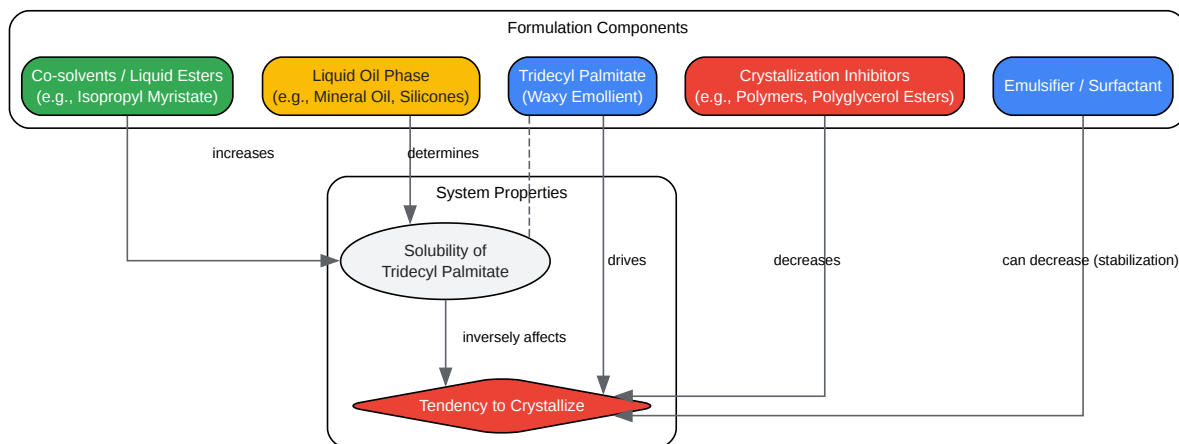 Formulation Components
Co-solvents / Liquid Esters
(e.g., Isopropyl Myristate)
Liquid Oil Phase
(e.g., Mineral Oil, Silicones)
Tridecyl Palmitate
(Waxy Emollient)
Crystallization Inhibitors
(e.g., Polymers, Polyglycerol Esters)
Emulsifier / Surfactant
increases
determines
System Properties
Solubility of
Tridecyl Palmitate
drives
decreases
can decrease (stabilization)
inversely affects
Tendency to Crystallize